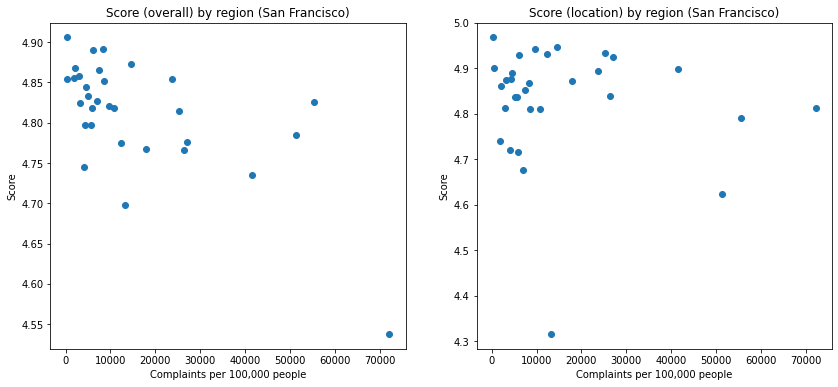 Score (overall) by region (San Francisco)
4.90
4.85
4.80
4.75
4.70
4.65
4.60
4.55
Score
0 10000 20000 30000 40000 50000 60000 70000
Complaints per 100,000 people
Score (location) by region (San Francisco)
5.0
4.9
4.8
4.7
4.6
4.5
4.4
4.3
Score
0 10000 20000 30000 40000 50000 60000 70000
Complaints per 100,000 people